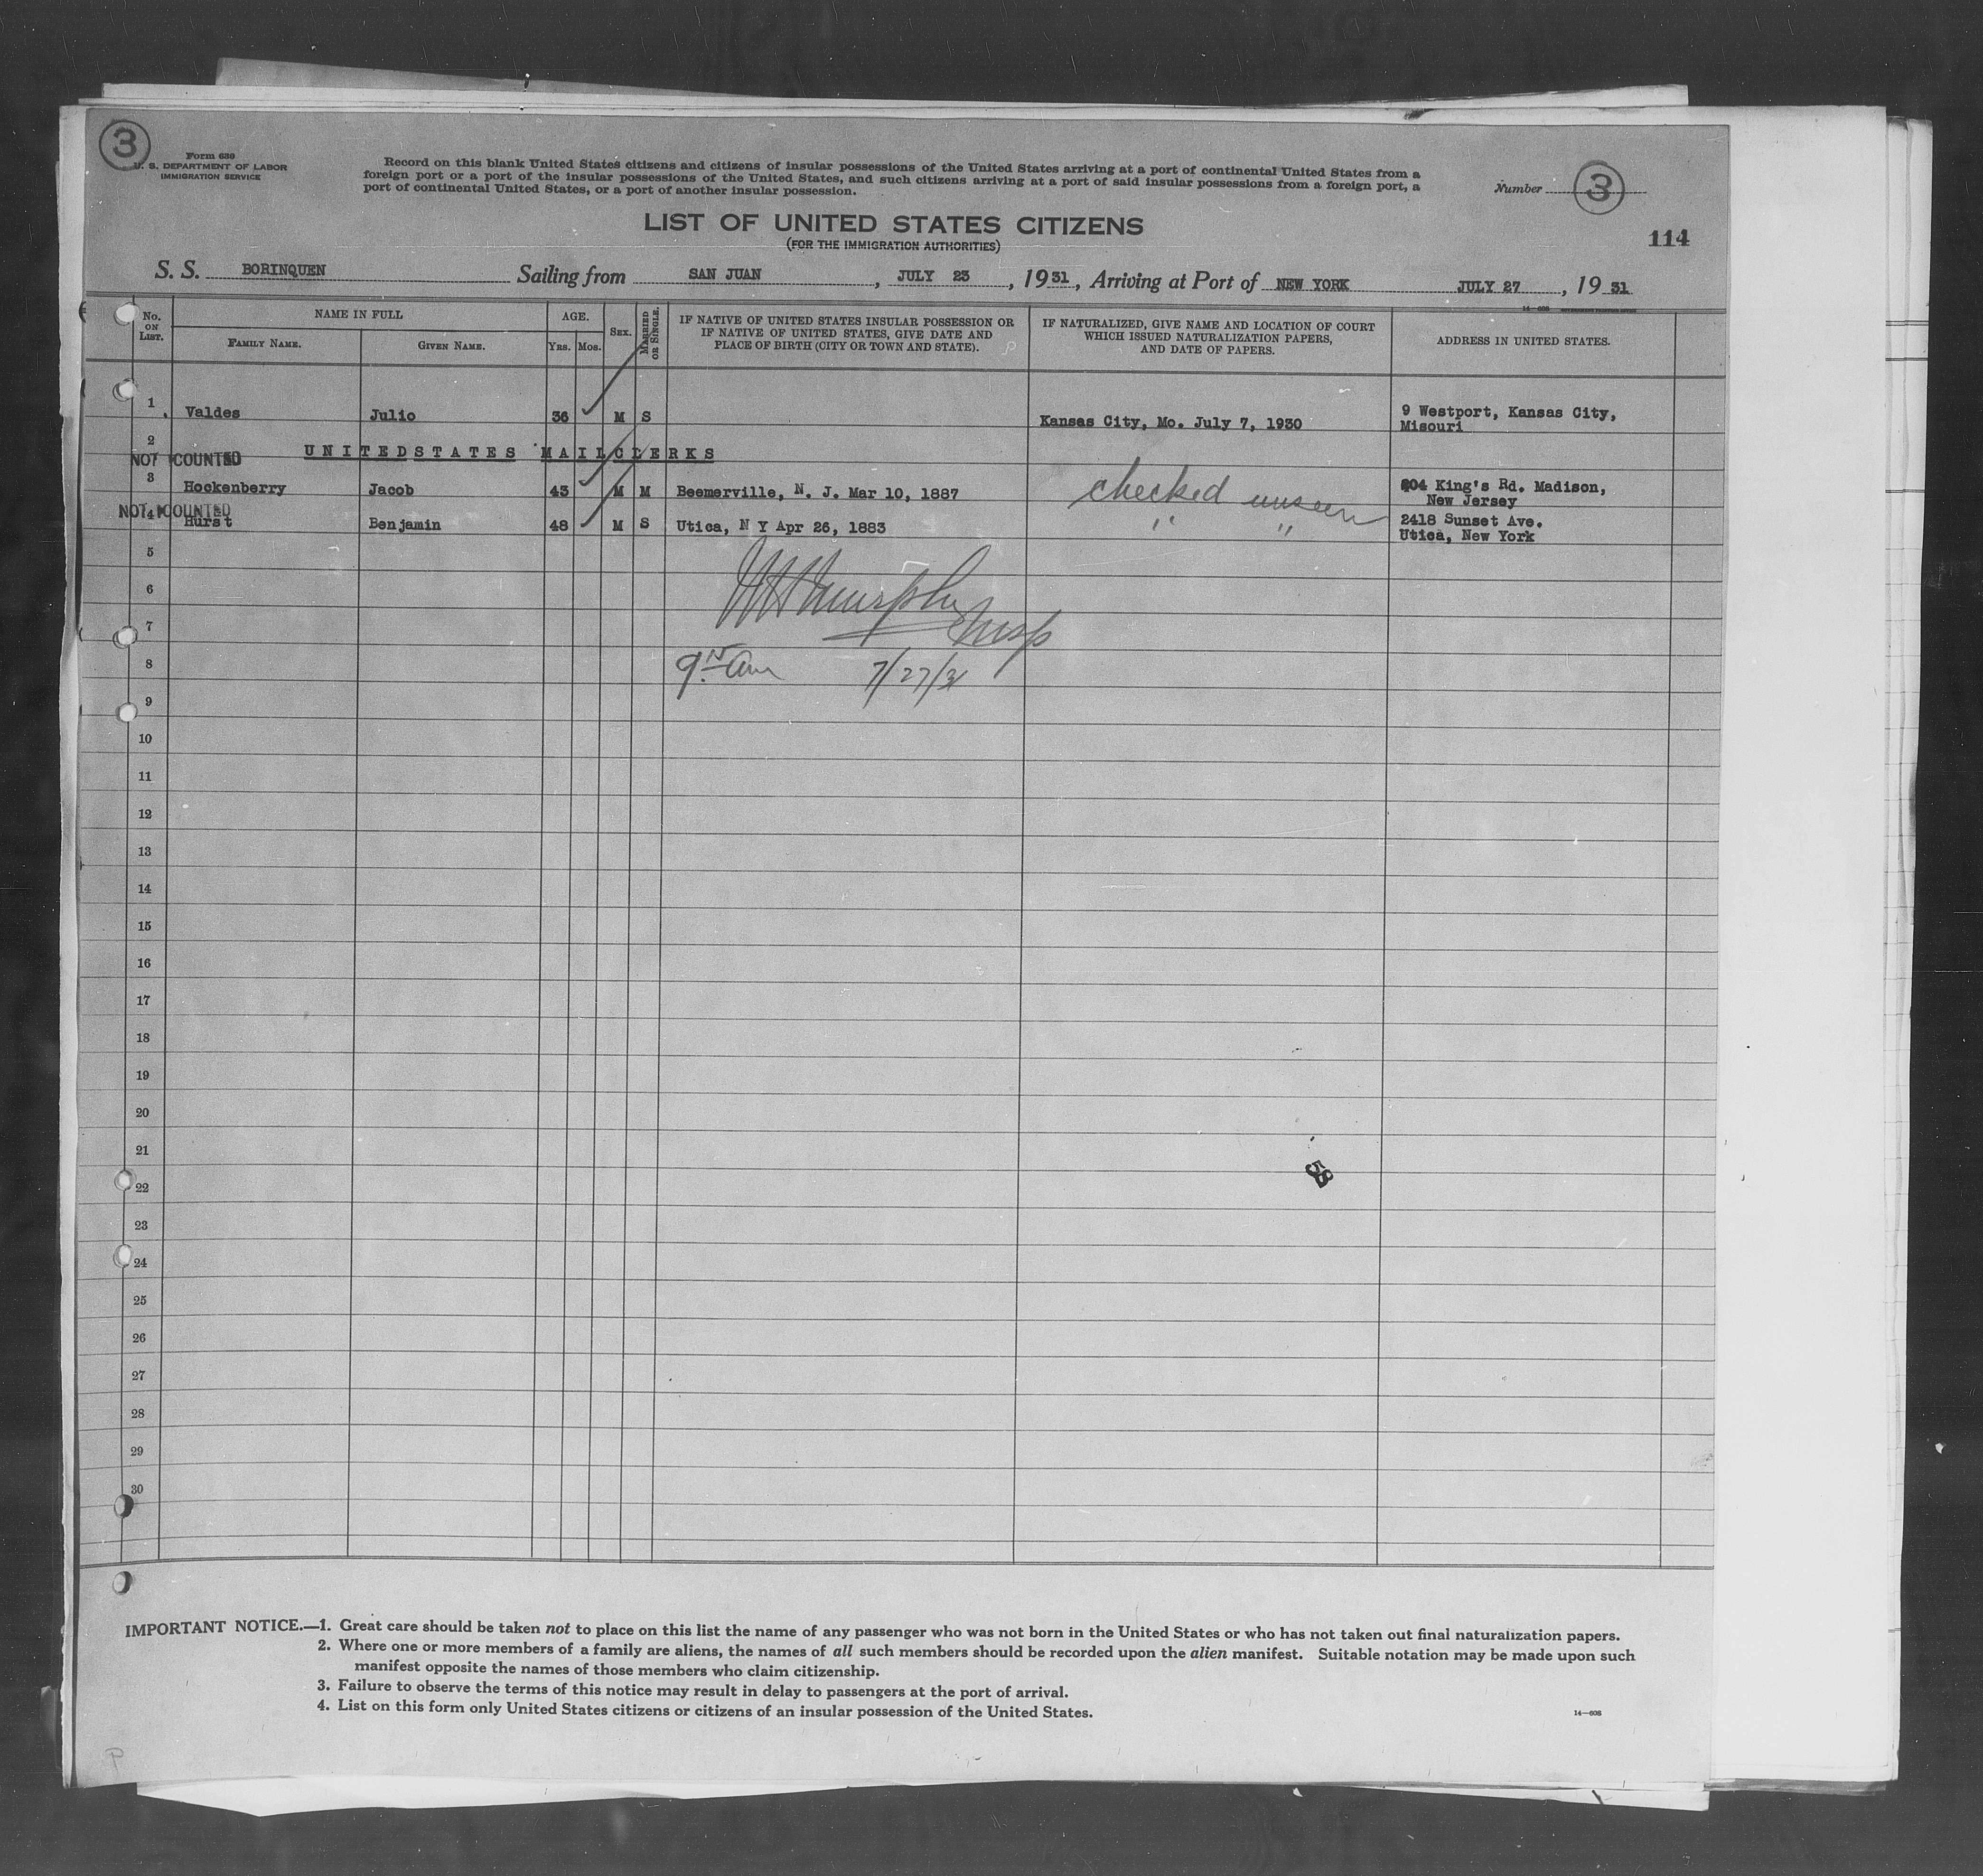 3
Form 630
U. S. DEPARTMENT OF LABOR
IMMIGRATION SERVICE
Record on this blank United States citizens and citizens of insular possessions of the United States arriving at a port of continental United States from a
foreign port or a port of the insular possessions of the United States, and such citizens arriving at a port of said insular possessions from a foreign port, a
port of continental United States, or a port of another insular possession.
Number 3
LIST OF UNITED STATES CITIZENS
(FOR THE IMMIGRATION AUTHORITIES)
114
S. S. BORINQUEN Sailing from SAN JUAN, JULY 23, 1931, Arriving at Port of NEW YORK JULY 27, 1931
14-608
No. ON LIST.
NAME IN FULL
FAMILY NAME.
GIVEN NAME.
AGE.
Yrs.
Mos.
SEX.
MARRIED OR SINGLE.
IF NATIVE OF UNITED STATES INSULAR POSSESSION OR
IF NATIVE OF UNITED STATES, GIVE DATE AND
PLACE OF BIRTH (CITY OR TOWN AND STATE).
IF NATURALIZED, GIVE NAME AND LOCATION OF COURT
WHICH ISSUED NATURALIZATION PAPERS,
AND DATE OF PAPERS.
ADDRESS IN UNITED STATES.
1 Valdes Julio 36 M S Kansas City, Mo. July 7, 1930 9 Westport, Kansas City,
Misouri
2 UNITEDSTATES MAILCLERKS
NOT COUNTED
3 Hockenberry Jacob 43 M M Beemerville, N. J. Mar 10, 1887 checked unseen 204 King's Rd. Madison,
New Jersey
NOT COUNTED
4 Hurst Benjamin 48 M S Utica, N Y Apr 26, 1883 " " 2418 Sunset Ave.
Utica, New York
5
6
Murphy
7
Insp
8
am 7/27/31
9
10
11
12
13
14
15
16
17
18
19
20
21
58
22
23
24
25
26
27
28
29
30
IMPORTANT NOTICE.—1. Great care should be taken not to place on this list the name of any passenger who was not born in the United States or who has not taken out final naturalization papers.
2. Where one or more members of a family are aliens, the names of all such members should be recorded upon the alien manifest. Suitable notation may be made upon such
manifest opposite the names of those members who claim citizenship.
3. Failure to observe the terms of this notice may result in delay to passengers at the port of arrival.
4. List on this form only United States citizens or citizens of an insular possession of the United States.
14—608
P